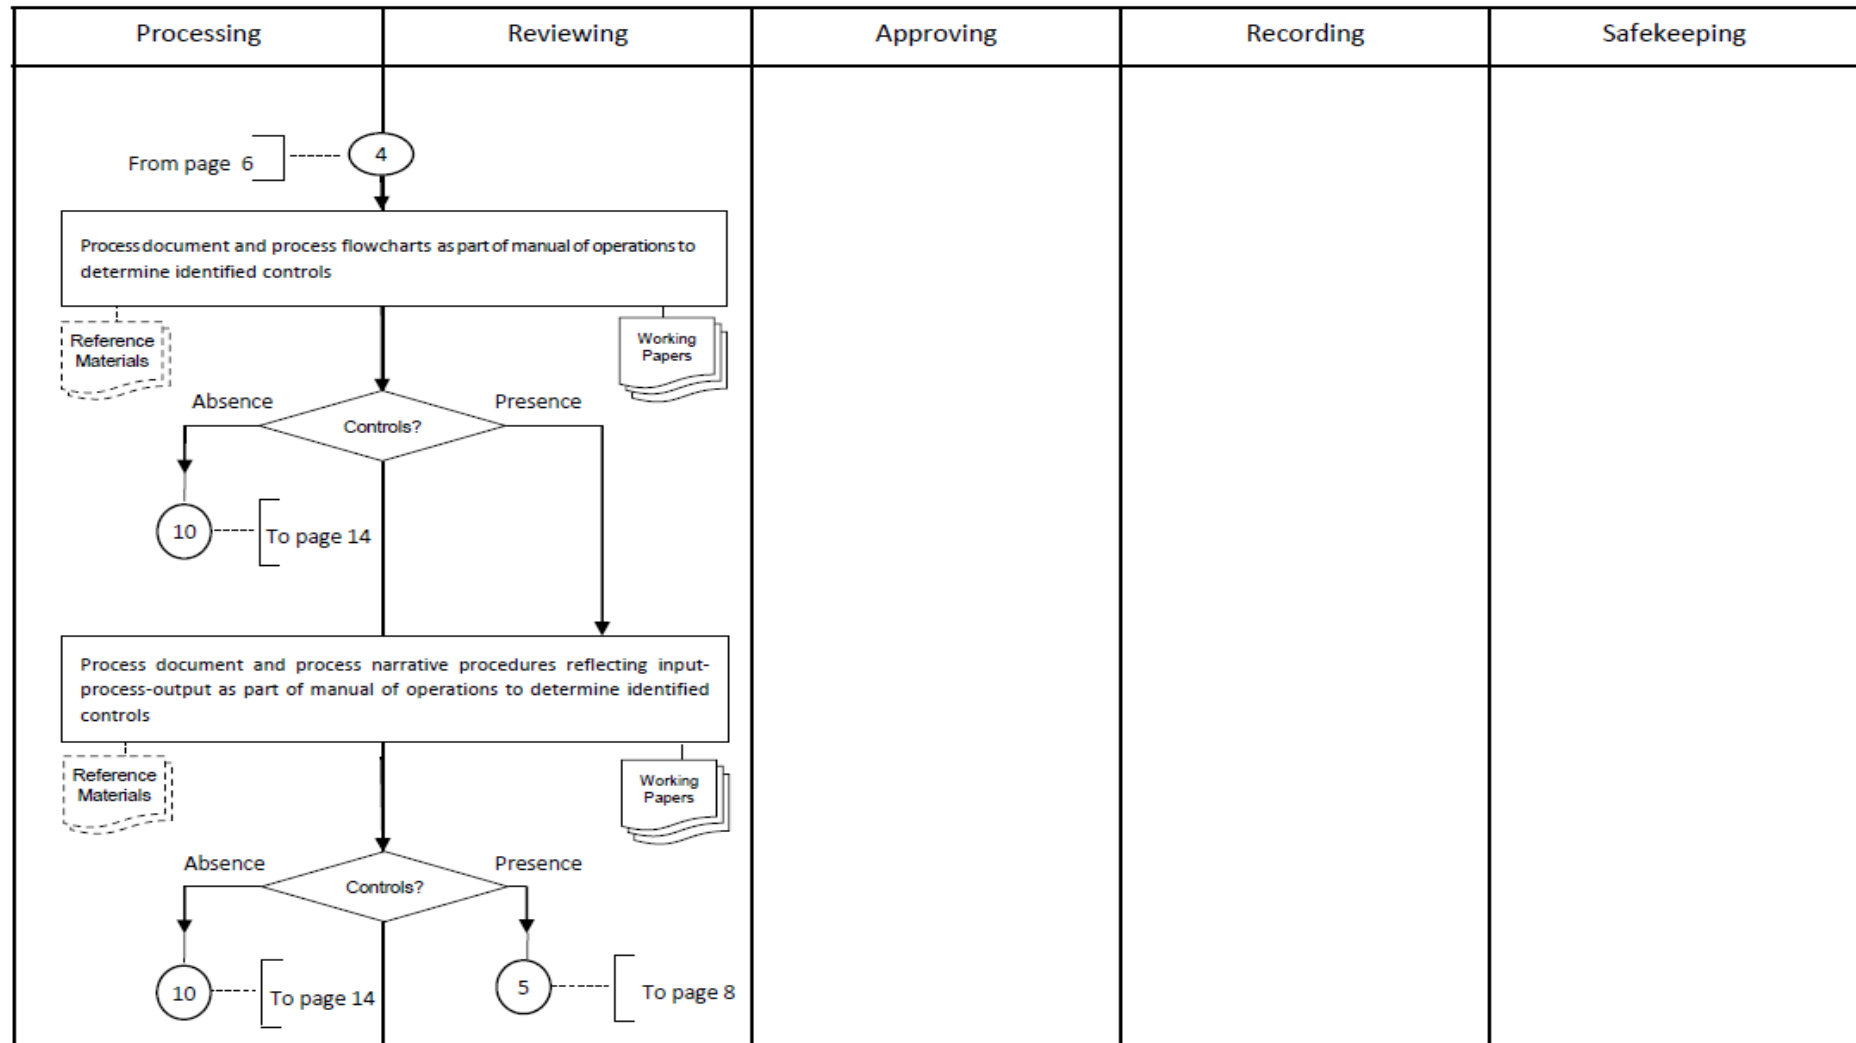 Processing Reviewing Approving Recording Safekeeping
From page 6
4
Process document and process flowcharts as part of manual of operations to
determine identified controls
Reference
Materials
Working
Papers
Absence
Presence
Controls?
10
To page 14
Process document and process narrative procedures reflecting input-
process-output as part of manual of operations to determine identified
controls
Reference
Materials
Working
Papers
Absence
Presence
Controls?
10
To page 14
5
To page 8